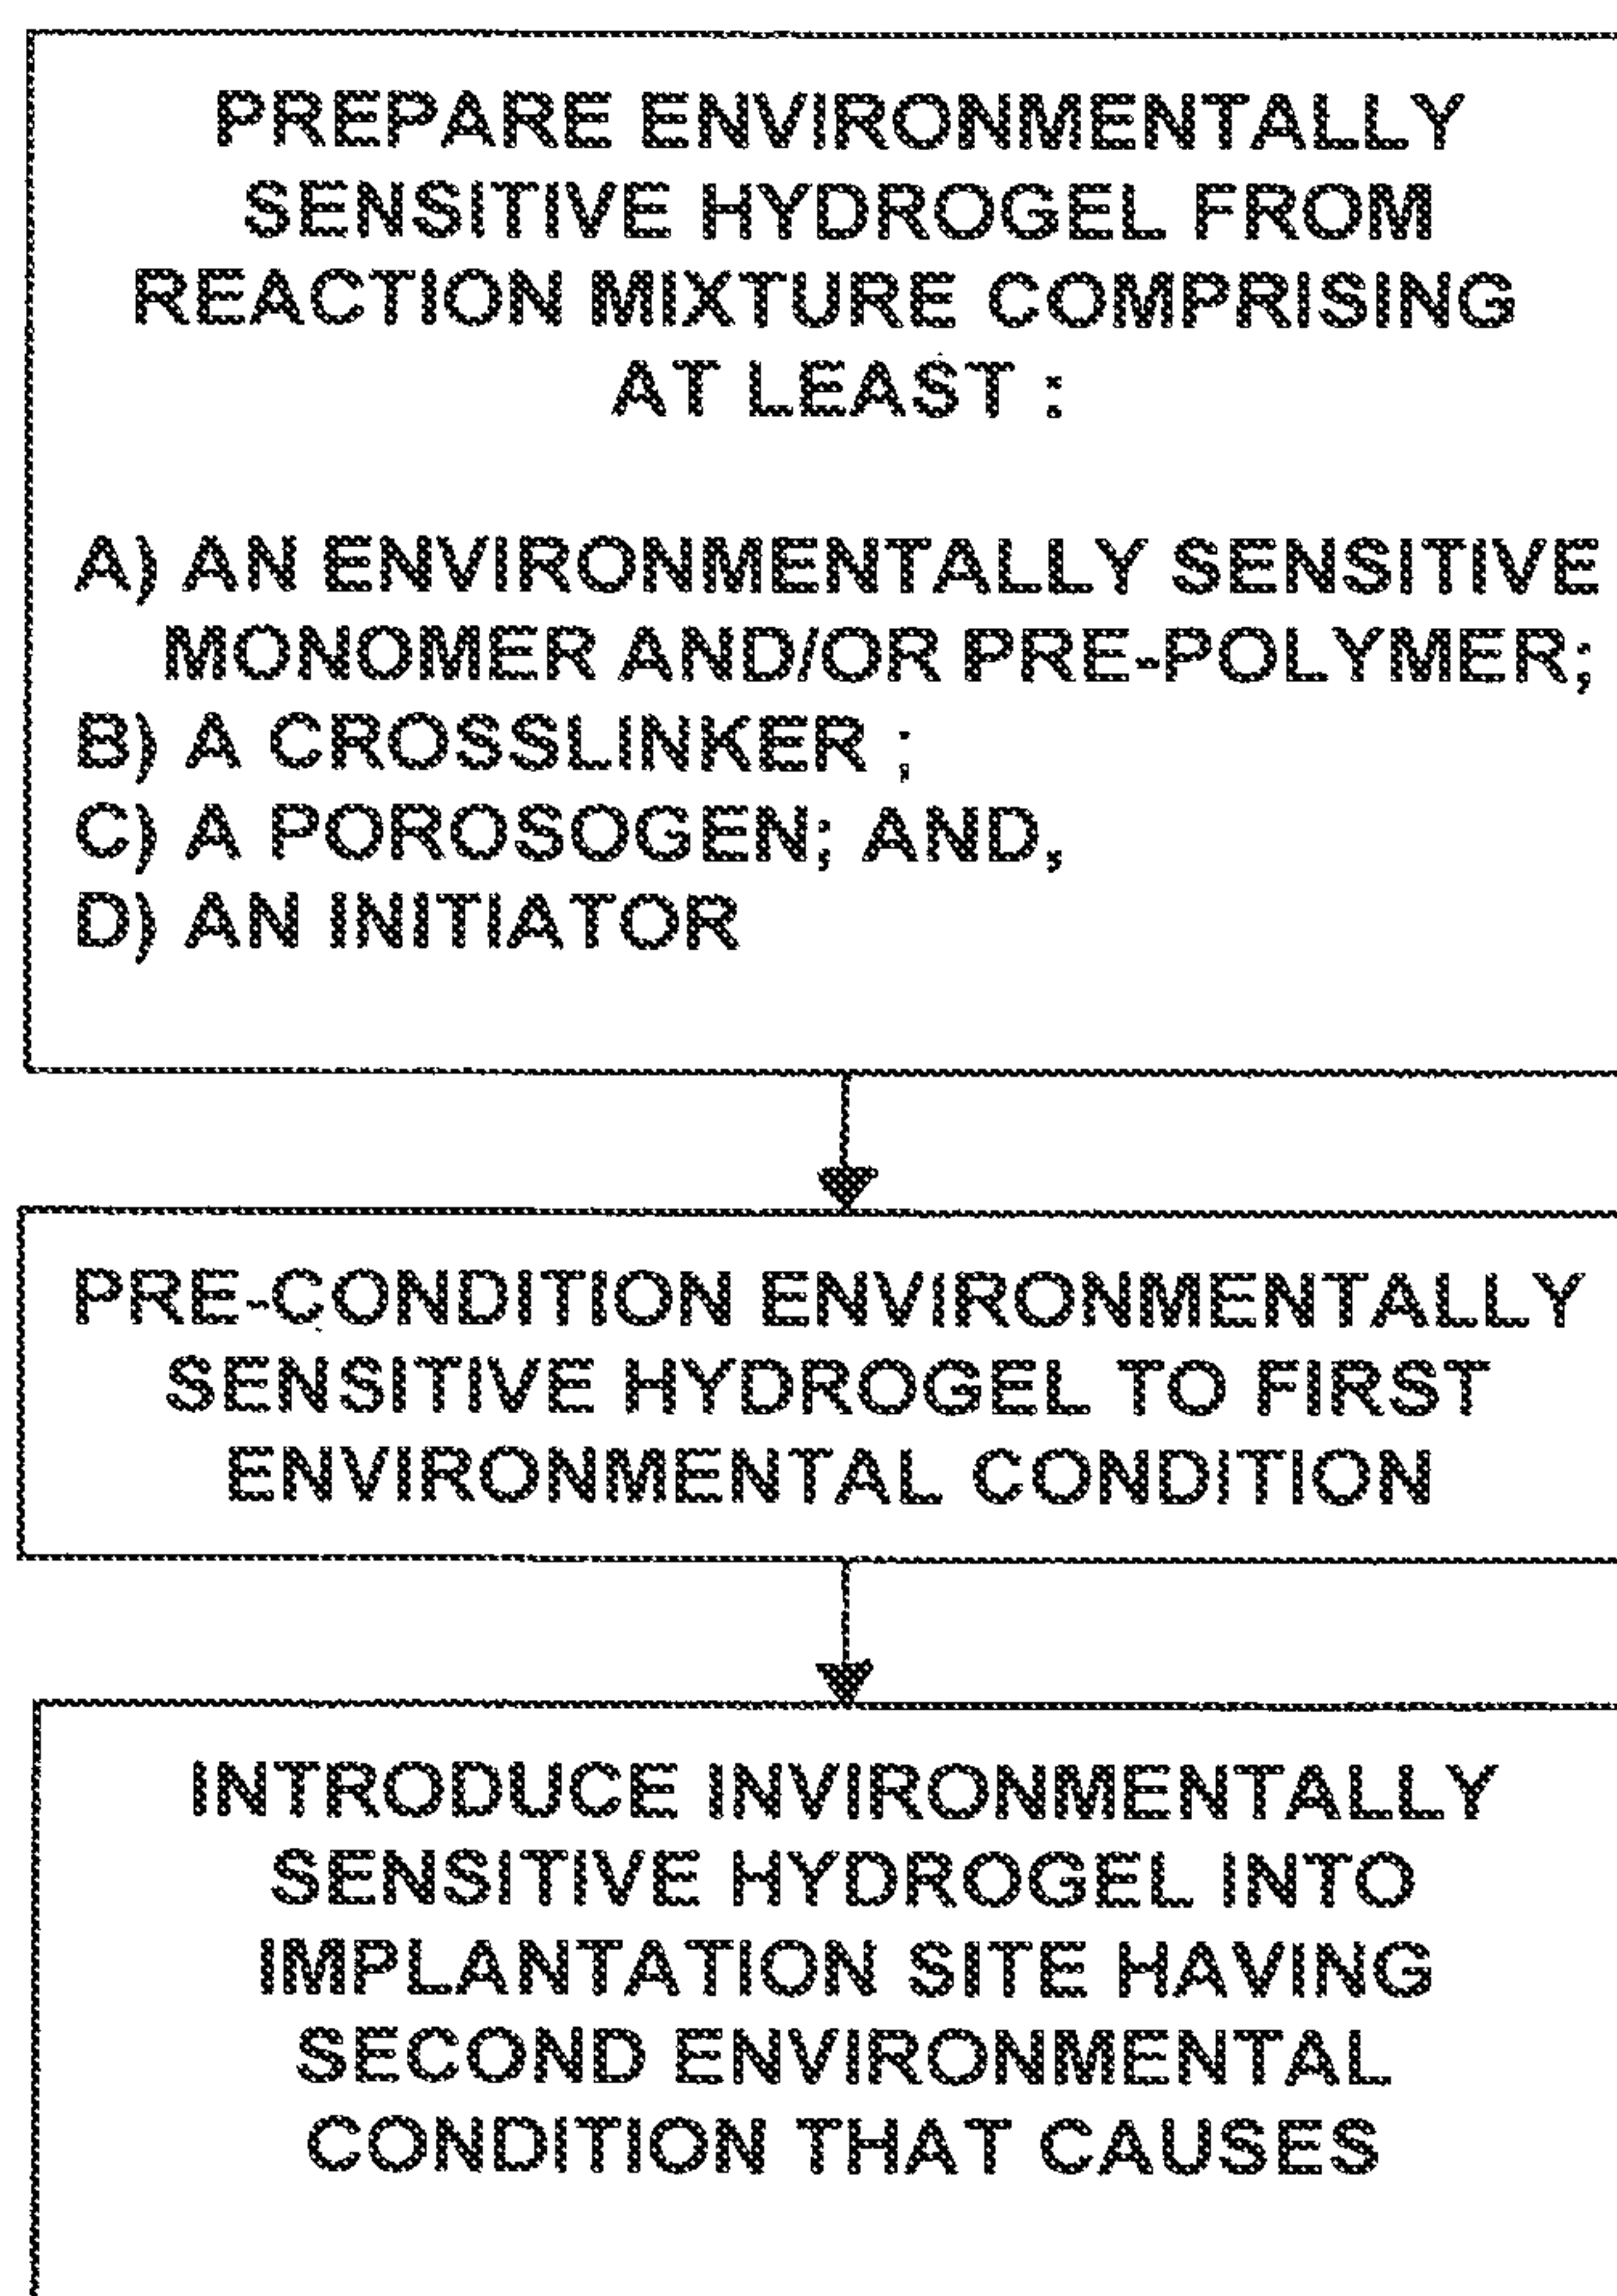 PREPARE ENVIRONMENTALLY
SENSITIVE HYDROGEL FROM
REACTION MIXTURE COMPRISING
AT LEAST :
A) AN ENVIRONMENTALLY SENSITIVE
MONOMER AND/OR PRE-POLYMER;
B) A CROSSLINKER ;
C) A POROSOGEN; AND,
D) AN INITIATOR
PRE-CONDITION ENVIRONMENTALLY
SENSITIVE HYDROGEL TO FIRST
ENVIRONMENTAL CONDITION
INTRODUCE INVIRONMENTALLY
SENSITIVE HYDROGEL INTO
IMPLANTATION SITE HAVING
SECOND ENVIRONMENTAL
CONDITION THAT CAUSES